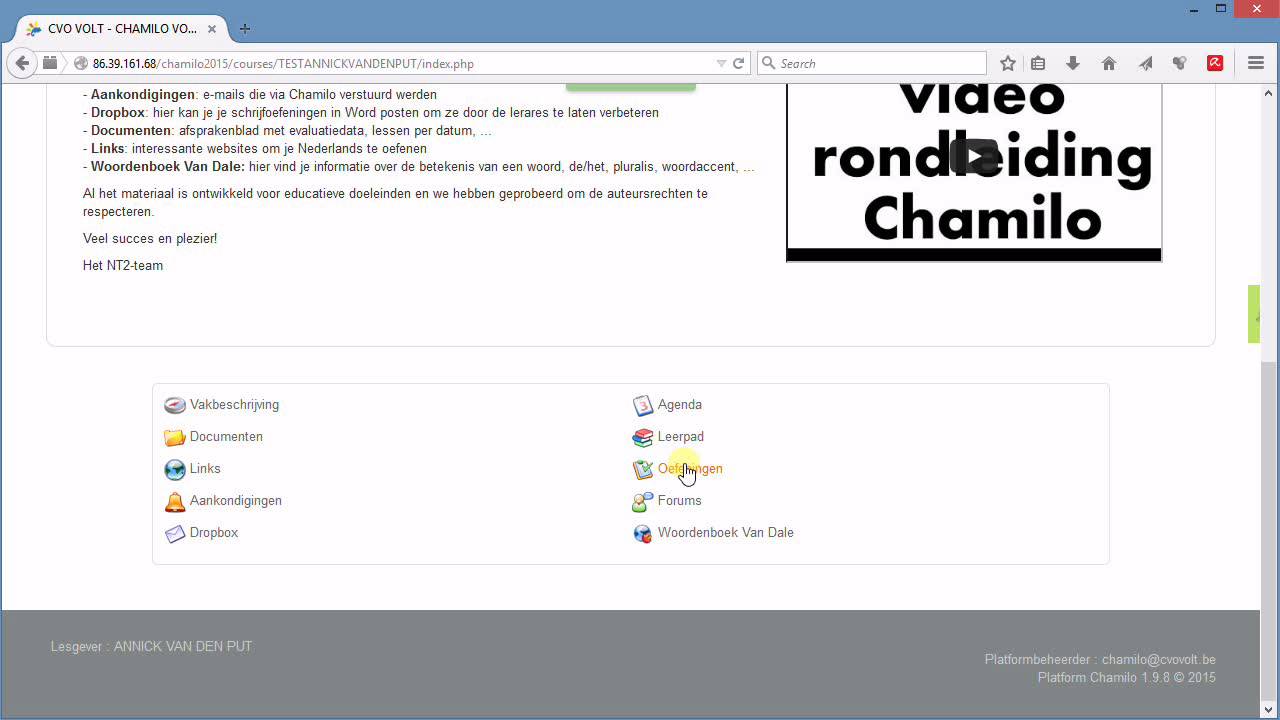 CVO VOLT - CHAMILO VO...
86.39.161.68/chamilo2015/courses/TESTANNICKVANDENPUT/index.php
Search
- Aankondigingen: e-mails die via Chamilo verstuurd werden
- Dropbox: hier kan je je schrijfoefeningen in Word posten om ze door de lerares te laten verbeteren
- Documenten: afsprakenblad met evaluatiedata, lessen per datum, ...
- Links: interessante websites om je Nederlands te oefenen
- Woordenboek Van Dale: hier vind je informatie over de betekenis van een woord, de/het, pluralis, woordaccent, ...
Al het materiaal is ontwikkeld voor educatieve doeleinden en we hebben geprobeerd om de auteursrechten te
respecteren.
Veel succes en plezier!
Het NT2-team
video
rondleiding
Chamilo
Vakbeschrijving
Agenda
Documenten
Leerpad
Links
Oefeningen
Aankondigingen
Forums
Dropbox
Woordenboek Van Dale
Lesgever : ANNICK VAN DEN PUT
Platformbeheerder : chamilo@cvovolt.be
Platform Chamilo 1.9.8 © 2015